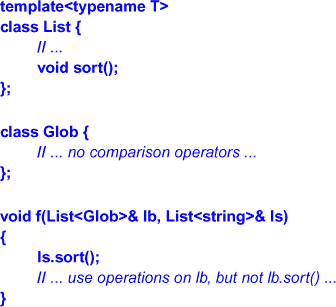 template<typename T>
class List {
// ...
void sort();
};
class Glob {
// ... no comparison operators ...
};
void f(List<Glob>& lb, List<string>& ls)
{
ls.sort();
// ... use operations on lb, but not lb.sort() ...
}